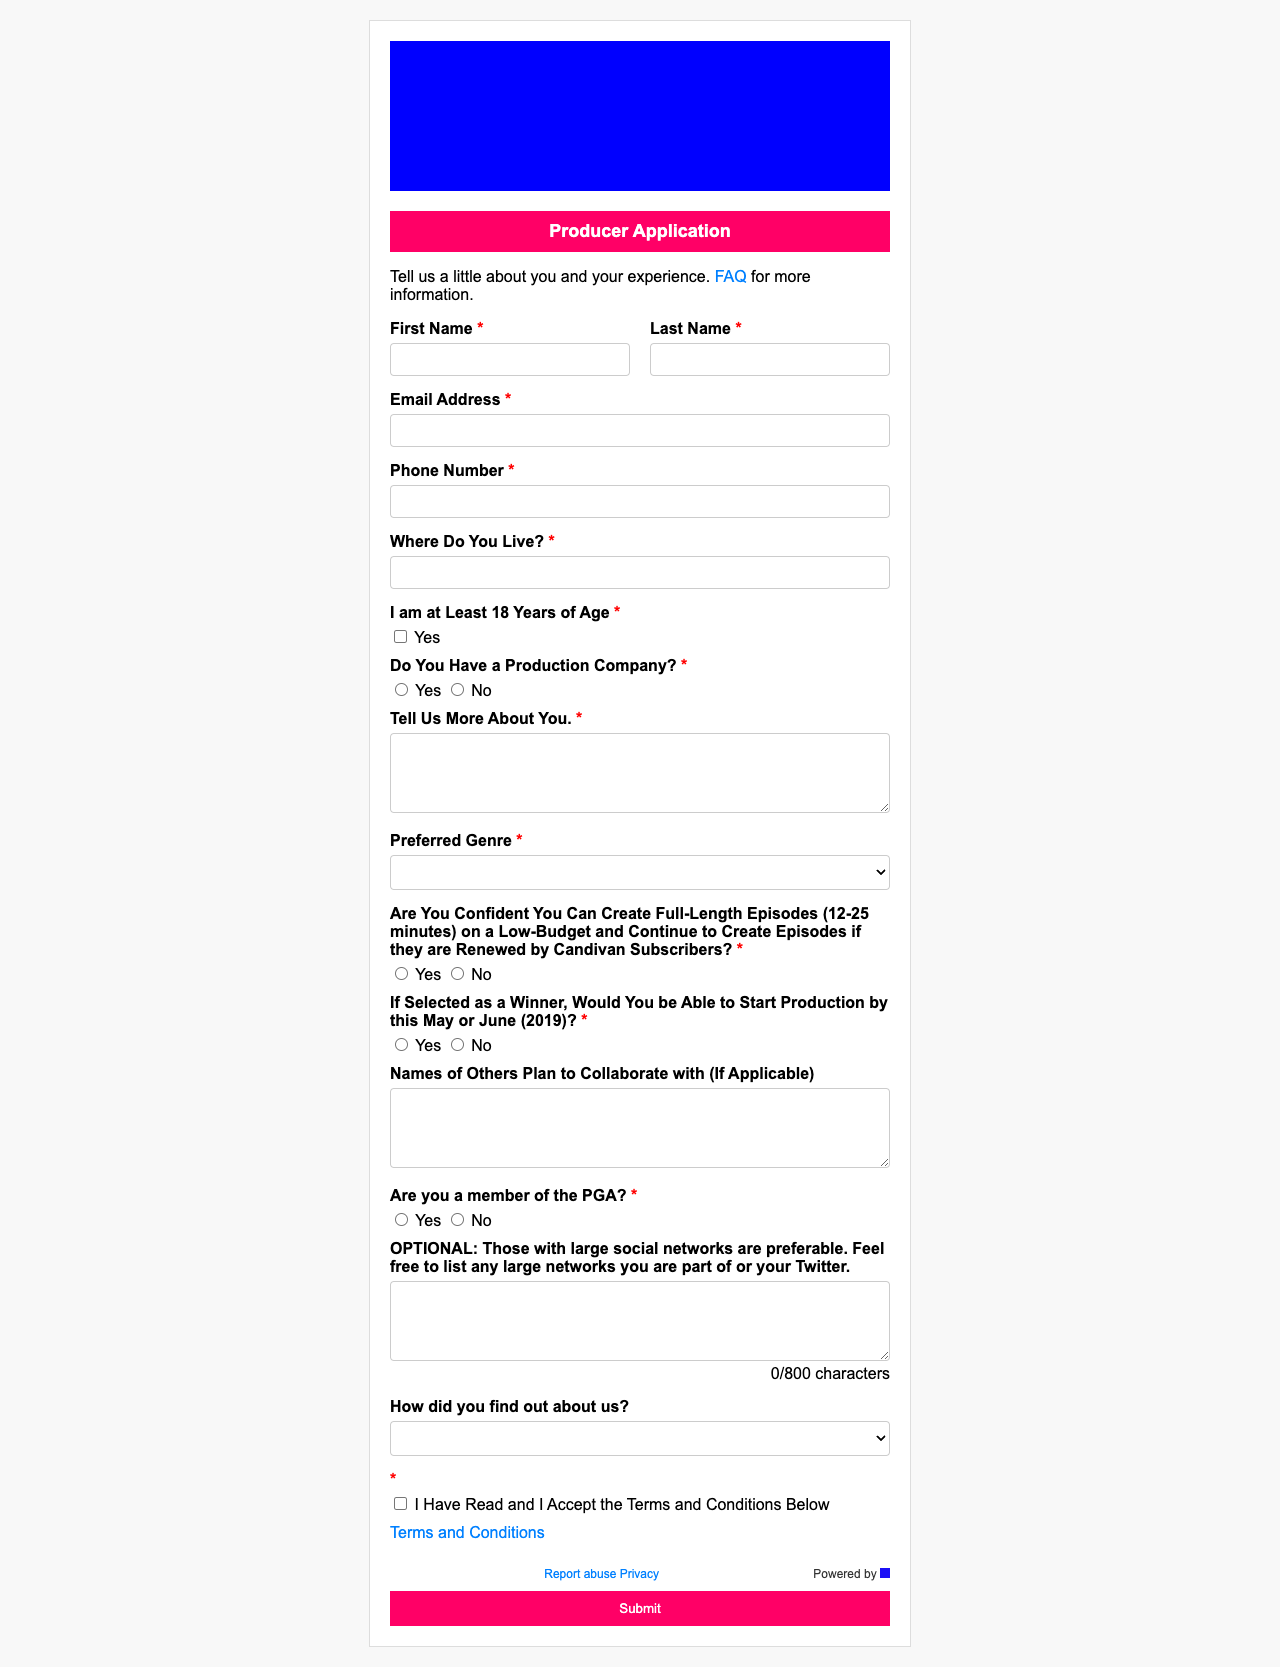 Producer Application
Tell us a little about you and your experience. FAQ for more
information.
First Name *
Last Name *
Email Address *
Phone Number *
Where Do You Live? *
I am at Least 18 Years of Age *
Yes
Do You Have a Production Company? *
Yes No
Tell Us More About You. *
Preferred Genre *
Are You Confident You Can Create Full-Length Episodes (12-25
minutes) on a Low-Budget and Continue to Create Episodes if
they are Renewed by Candivan Subscribers? *
Yes No
If Selected as a Winner, Would You be Able to Start Production by
this May or June (2019)? *
Yes No
Names of Others Plan to Collaborate with (If Applicable)
Are you a member of the PGA? *
Yes No
OPTIONAL: Those with large social networks are preferable. Feel
free to list any large networks you are part of or your Twitter.
0/800 characters
How did you find out about us?
*
I Have Read and I Accept the Terms and Conditions Below
Terms and Conditions
Report abuse Privacy
Powered by
Submit